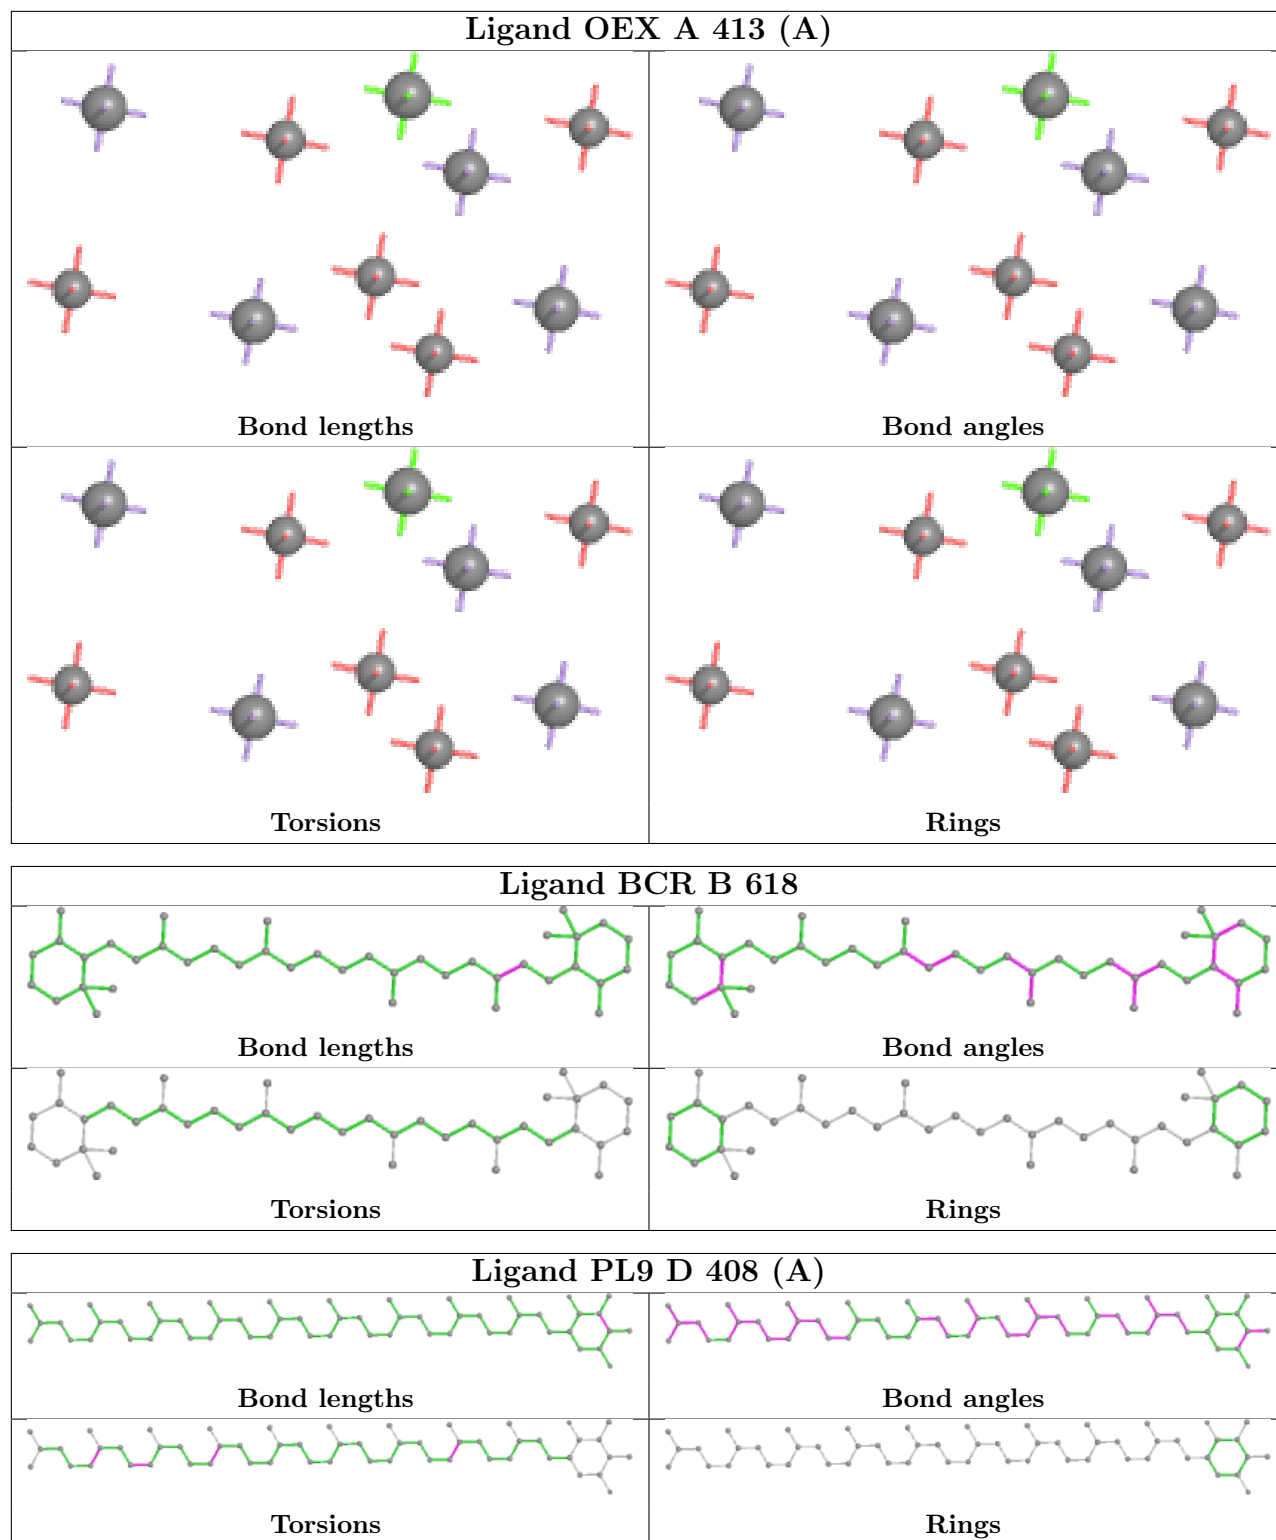 Ligand OEX A 413 (A)
Bond lengths
Bond angles
Torsions
Rings
Ligand BCR B 618
Bond lengths
Bond angles
Torsions
Rings
Ligand PL9 D 408 (A)
Bond lengths
Bond angles
Torsions
Rings